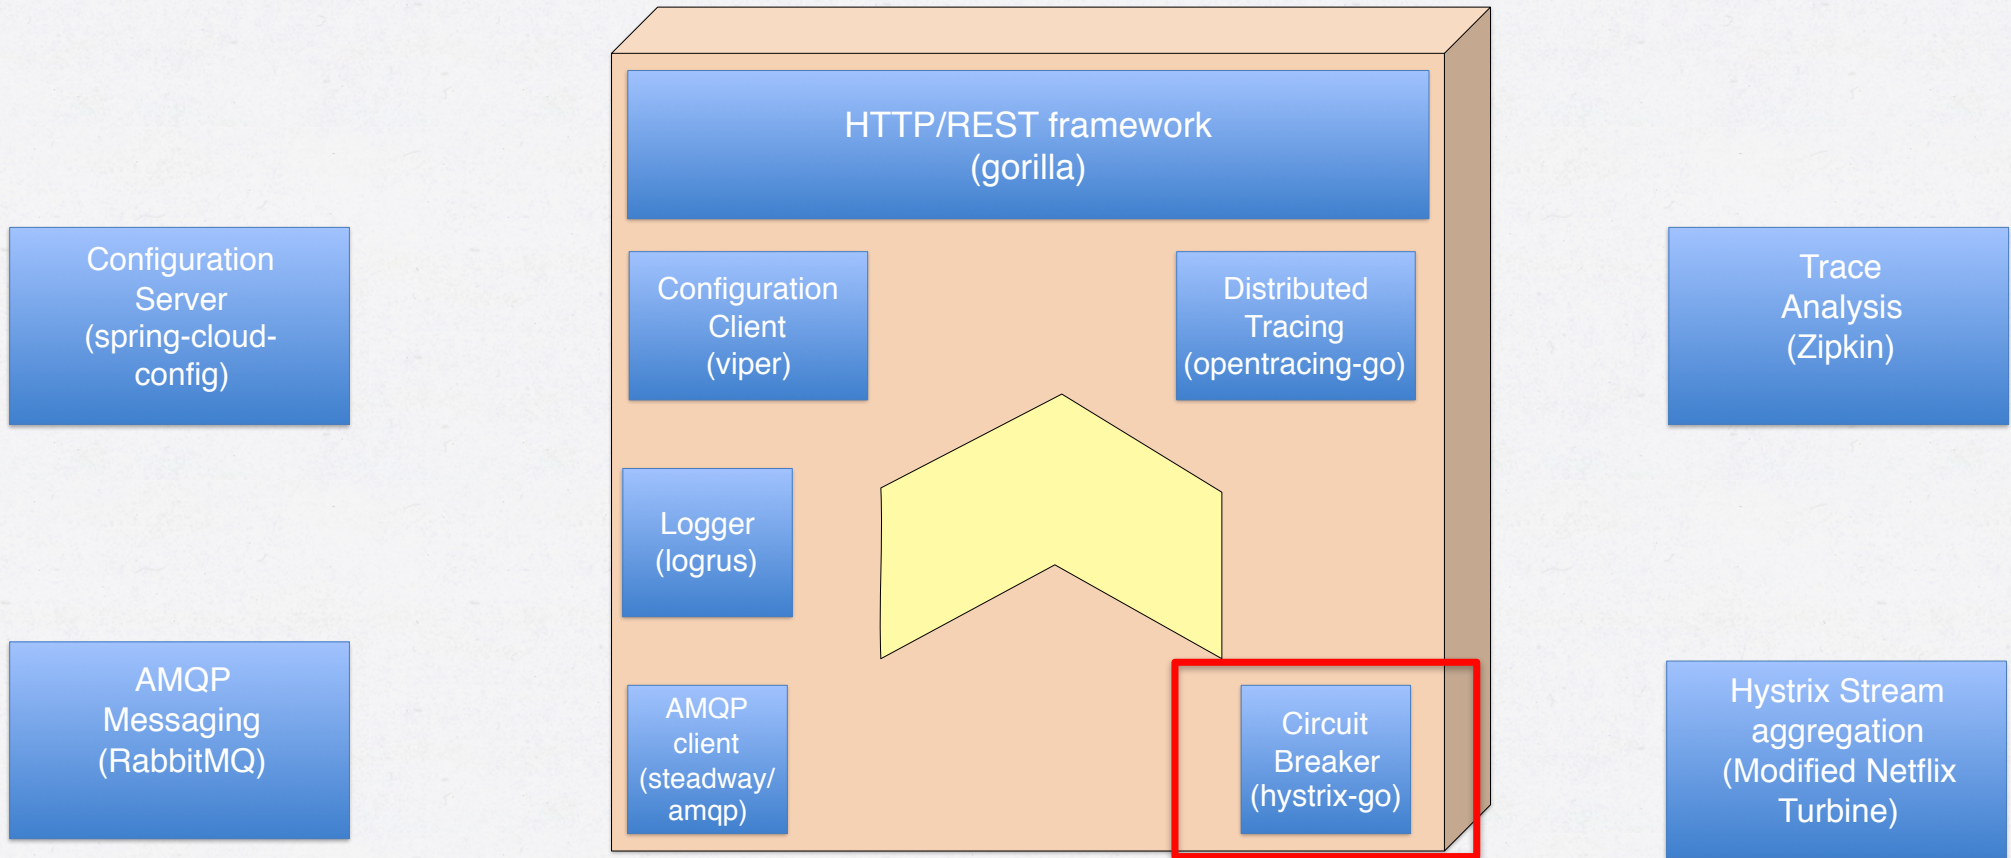 HTTP/REST framework
(gorilla)
Configuration
Server
(spring-cloud-
config)
Configuration
Client
(viper)
Distributed
Tracing
(opentracing-go)
Trace
Analysis
(Zipkin)
Logger
(logrus)
AMQP
Messaging
(RabbitMQ)
AMQP
client
(steadway/
amqp)
Circuit
Breaker
(hystrix-go)
Hystrix Stream
aggregation
(Modified Netflix
Turbine)